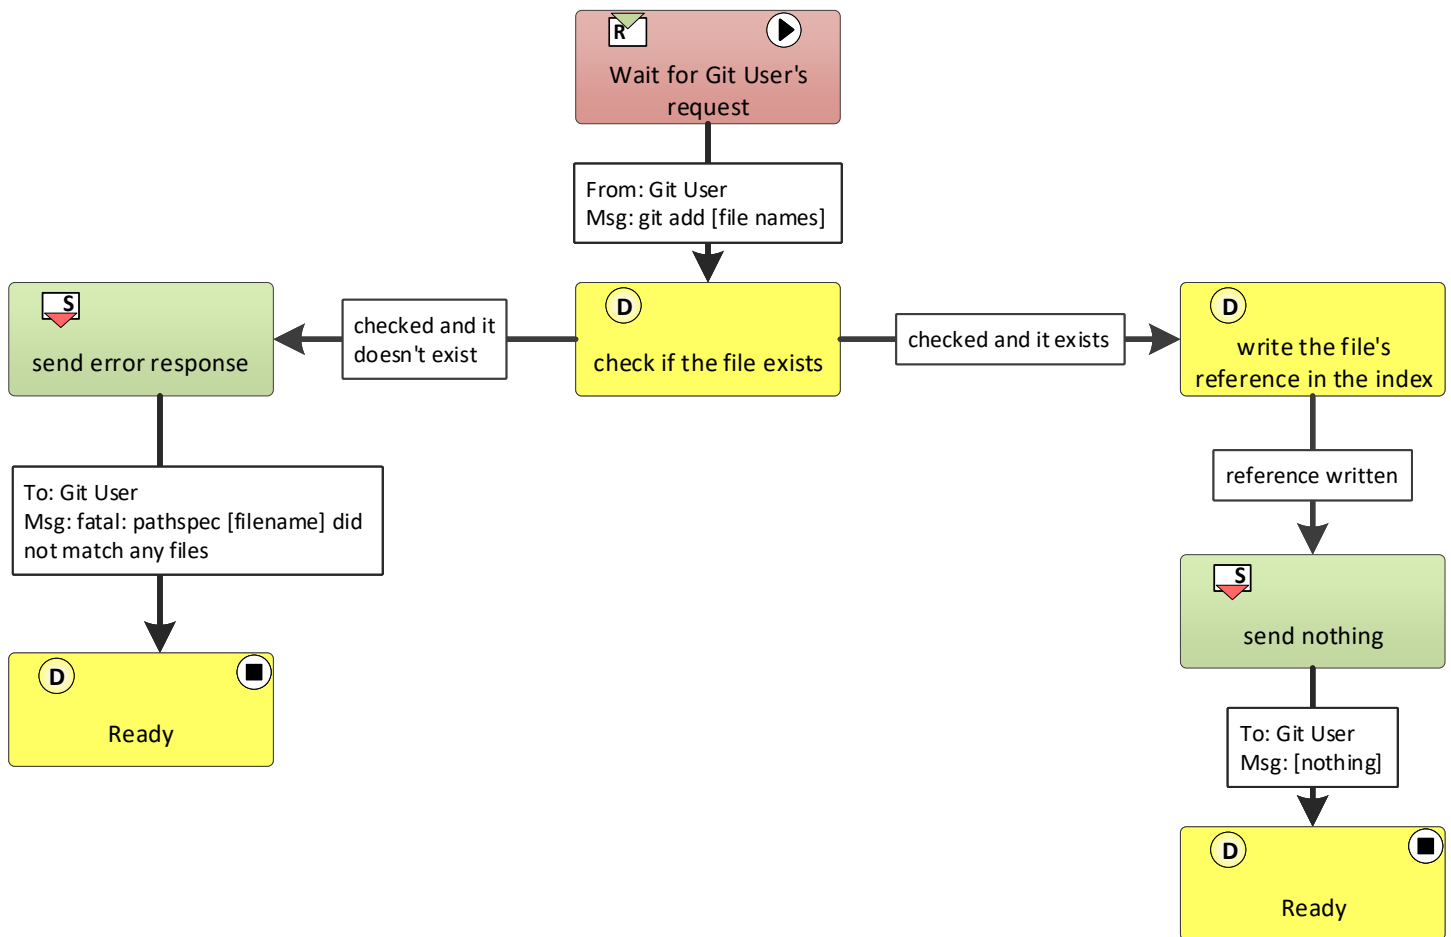 R
Wait for Git User's
request
From: Git User
Msg: git add [file names]
S
send error response
checked and it
doesn't exist
D
check if the file exists
checked and it exists
D
write the file's
reference in the index
To: Git User
Msg: fatal: pathspec [filename] did
not match any files
reference written
S
send nothing
D
Ready
To: Git User
Msg: [nothing]
D
Ready